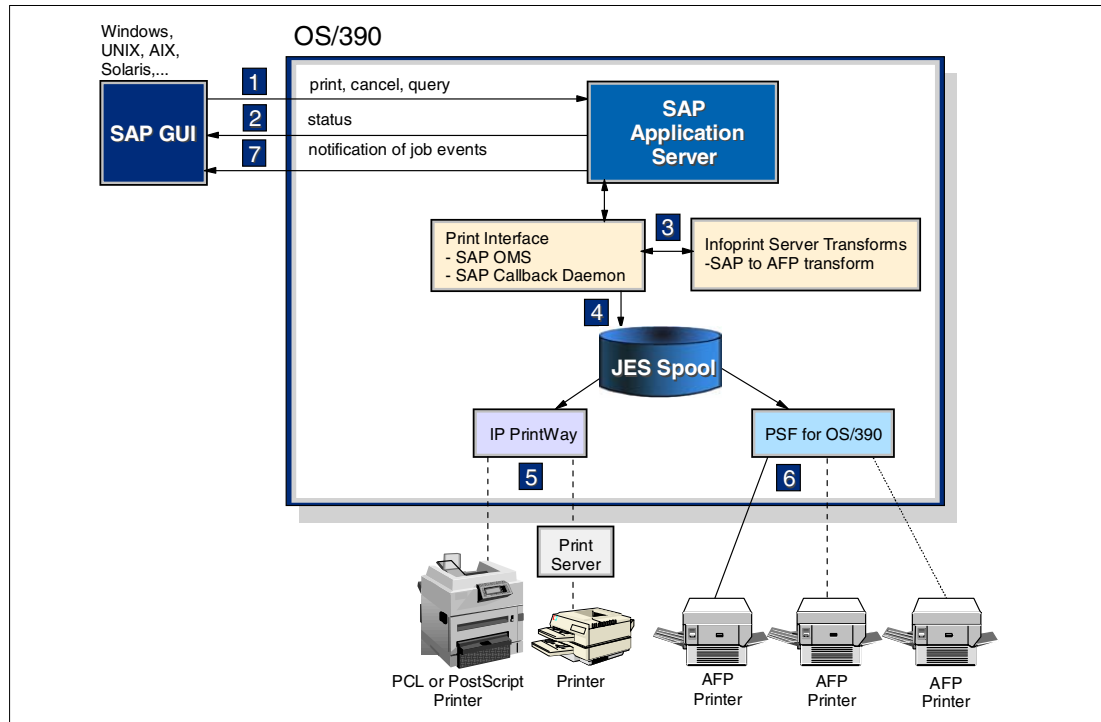 Windows,
UNIX, AIX,
Solaris,...
OS/390
SAP GUI
1
print, cancel, query
2
status
7
notification of job events
SAP
Application
Server
Print Interface
- SAP OMS
- SAP Callback Daemon
3
Infoprint Server Transforms
-SAP to AFP transform
4
JES Spool
IP PrintWay
PSF for OS/390
5
6
Print
Server
PCL or PostScript
Printer
Printer
AFP
Printer
AFP
Printer
AFP
Printer